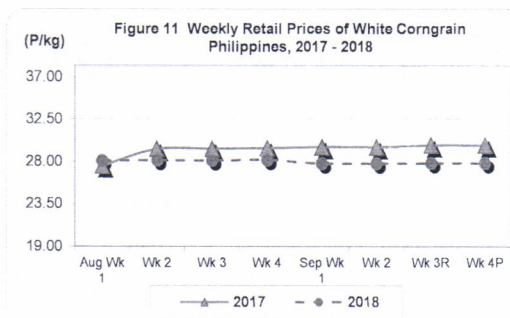 Figure 11 Weekly Retail Prices of White Corngrain
Philippines, 2017 - 2018
(P/kg)
37.00
32.50
28.00
23.50
19.00
Aug Wk 1
Wk 2
Wk 3
Wk 4
Sep Wk 1
Wk 2
Wk 3R
Wk 4P
2017
2018